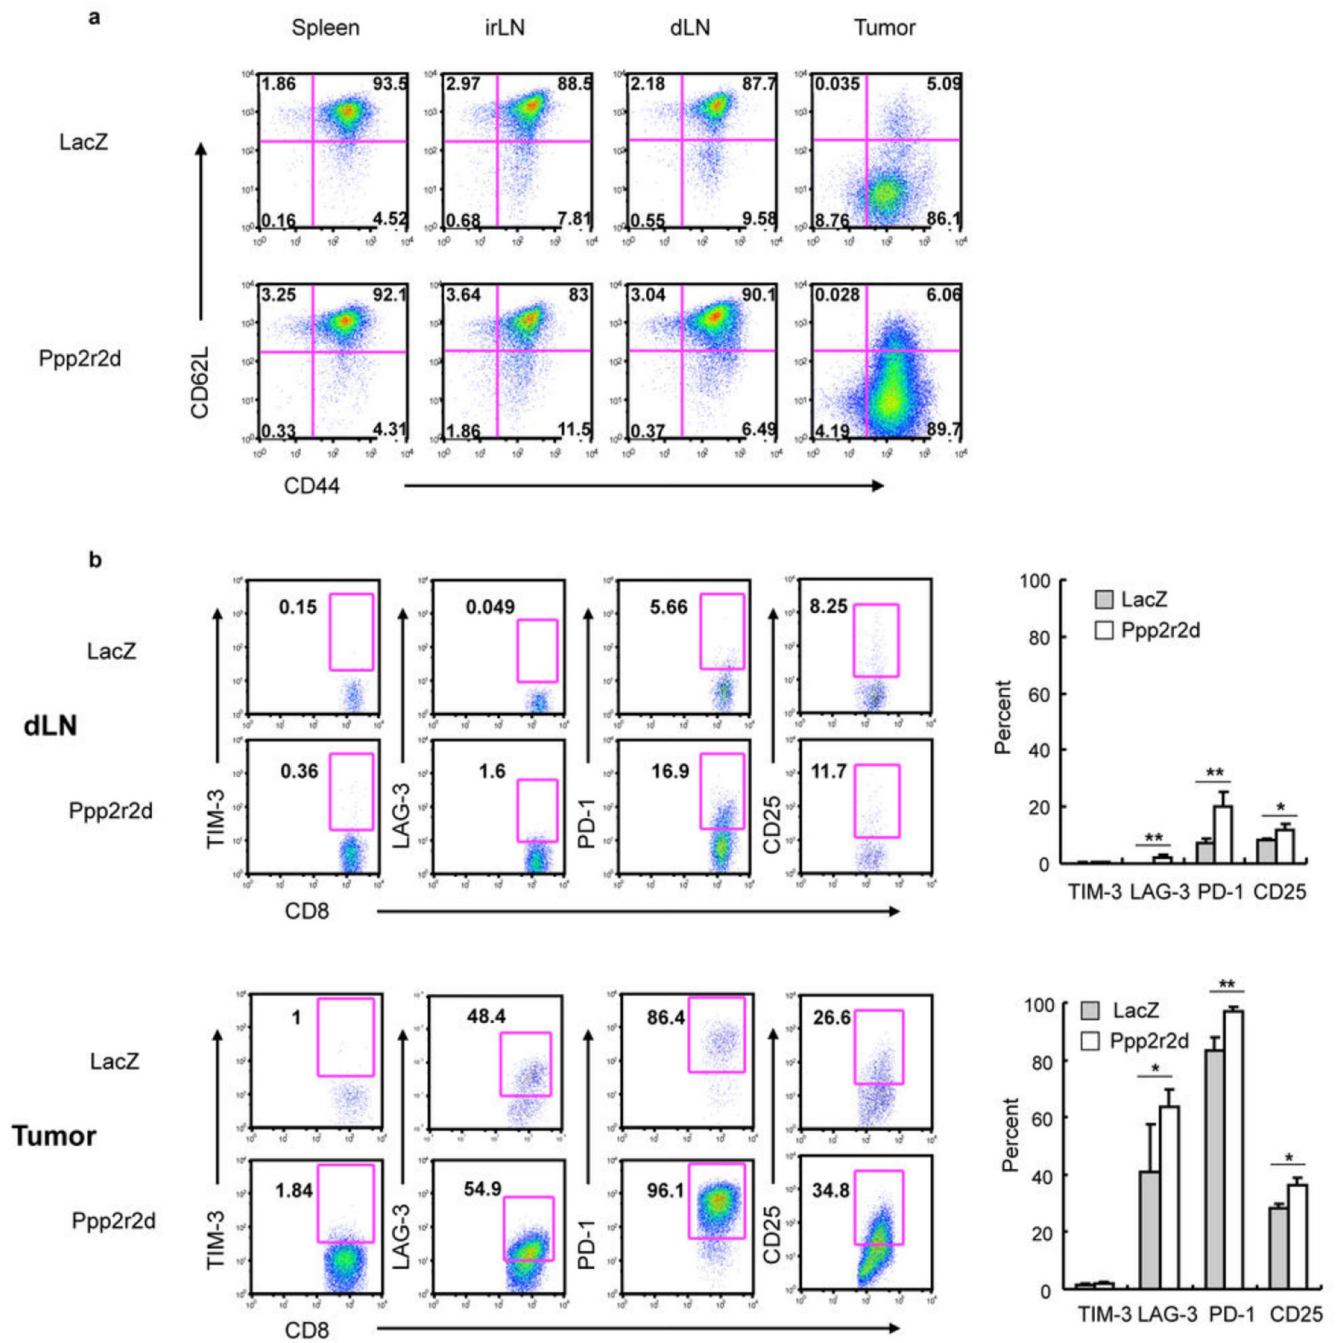 a
Spleen irLN dLN Tumor
LacZ
1.86 93.5 2.97 88.5 2.18 87.7 0.035 5.09
0.16 4.52 0.68 7.81 0.55 9.58 8.76 86.1
Ppp2r2d
3.25 92.1 3.64 83 3.04 90.1 0.028 6.06
0.33 4.31 1.86 11.5 0.37 6.49 4.19 89.7
CD62L
CD44
b
dLN
LacZ
0.15 0.049 5.66 8.25
Ppp2r2d
0.36 1.6 16.9 11.7
TIM-3 LAG-3 PD-1 CD25
CD8
100
80
60
40
20
0
Percent
LacZ
Ppp2r2d
** ** *
TIM-3 LAG-3 PD-1 CD25
Tumor
LacZ
1 48.4 86.4 26.6
Ppp2r2d
1.84 54.9 96.1 34.8
TIM-3 LAG-3 PD-1 CD25
CD8
100
80
60
40
20
0
Percent
LacZ
Ppp2r2d
* ** *
TIM-3 LAG-3 PD-1 CD25